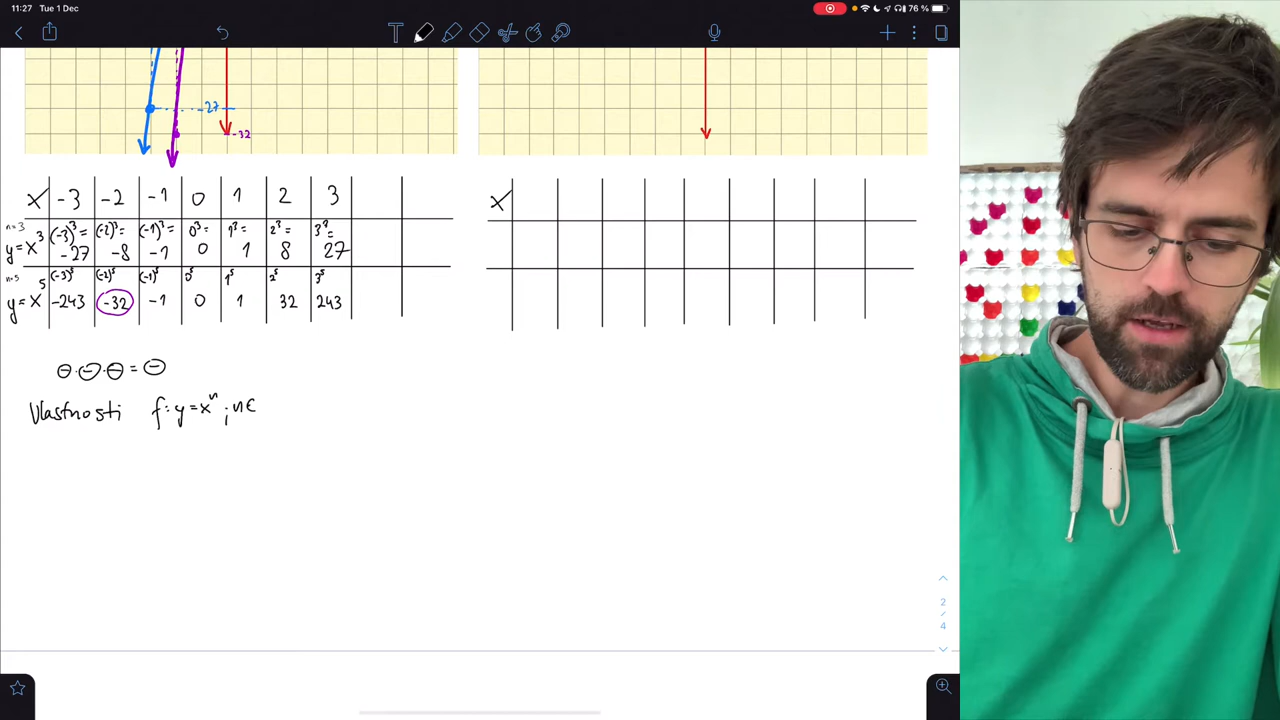 11:27 Tue 1 Dec
76 %
-27
-32
x -3 -2 -1 0 1 2 3
n=3 (-3)³= (-2)³= (-1)³= 0³= 1³= 2³= 3³=
y=x³ -27 -8 -1 0 1 8 27
n=5 (-3)⁵ (-2)⁵ (-1)⁵ 0⁵ 1⁵ 2⁵ 3⁵
y=x⁵ -243 -32 -1 0 1 32 243
⊖·⊖·⊖=⊖
Vlastnosti f: y=xⁿ ; n∈
x
2
/
4